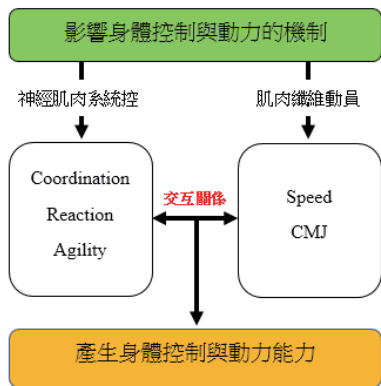 影響身體控制與動力的機制
神經肌肉系統控
肌肉纖維動員
Coordination
Reaction
Agility
交互關係
Speed
CMJ
產生身體控制與動力能力